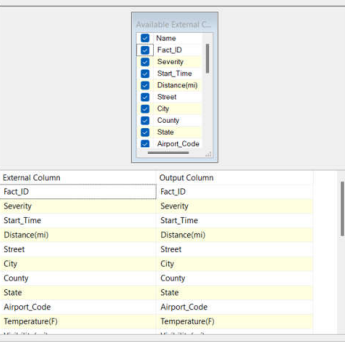 Available External C...
Name
Fact_ID
Severity
Start_Time
Distance(mi)
Street
City
County
State
Airport_Code
External Column Output Column
Fact_ID Fact_ID
Severity Severity
Start_Time Start_Time
Distance(mi) Distance(mi)
Street Street
City City
County County
State State
Airport_Code Airport_Code
Temperature(F) Temperature(F)